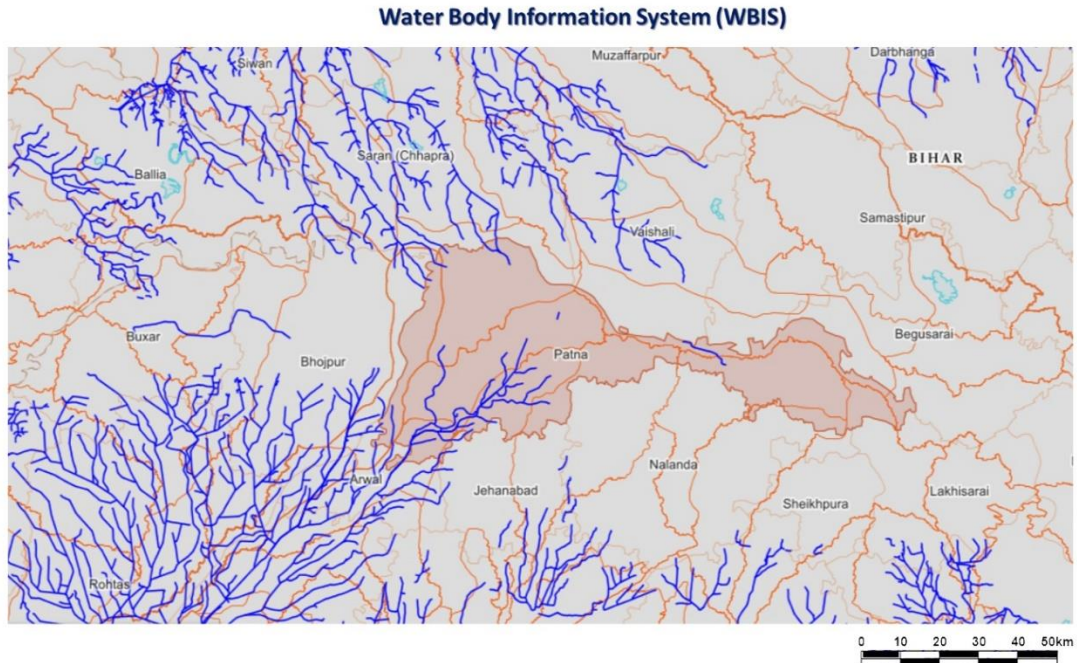 Water Body Information System (WBIS)
Siwan
Muzaffarpur
Darbhanga
Saran (Chhapra)
BIHAR
Ballia
Samastipur
Vaishali
Buxar
Begusarai
Bhojpur
Patna
Nalanda
Arwal
Jehanabad
Lakhisarai
Sheikhpura
Rohtas
0 10 20 30 40 50km